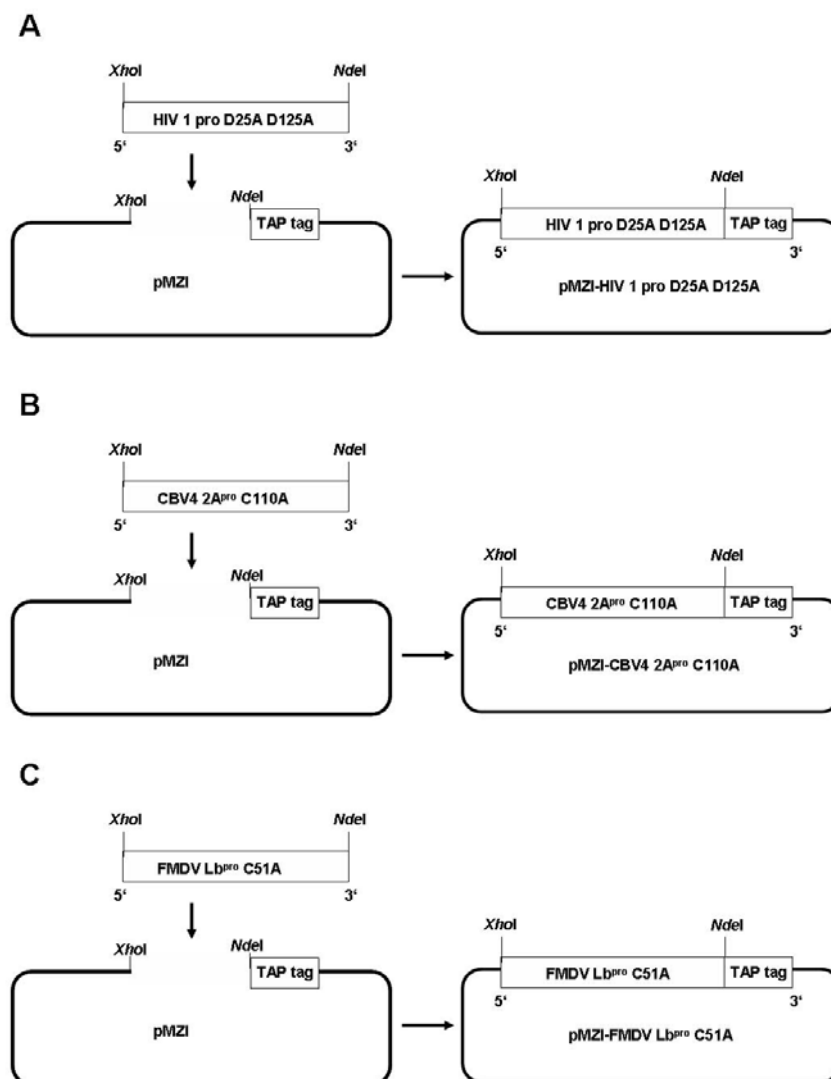 A
XhoI NdeI
HIV 1 pro D25A D125A
5‘ 3‘
XhoI NdeI
TAP tag
pMZI
XhoI NdeI
HIV 1 pro D25A D125A TAP tag
5‘ 3‘
pMZI-HIV 1 pro D25A D125A
B
XhoI NdeI
CBV4 2Apro C110A
5‘ 3‘
XhoI NdeI
TAP tag
pMZI
XhoI NdeI
CBV4 2Apro C110A TAP tag
5‘ 3‘
pMZI-CBV4 2Apro C110A
C
XhoI NdeI
FMDV Lbpro C51A
5‘ 3‘
XhoI NdeI
TAP tag
pMZI
XhoI NdeI
FMDV Lbpro C51A TAP tag
5‘ 3‘
pMZI-FMDV Lbpro C51A